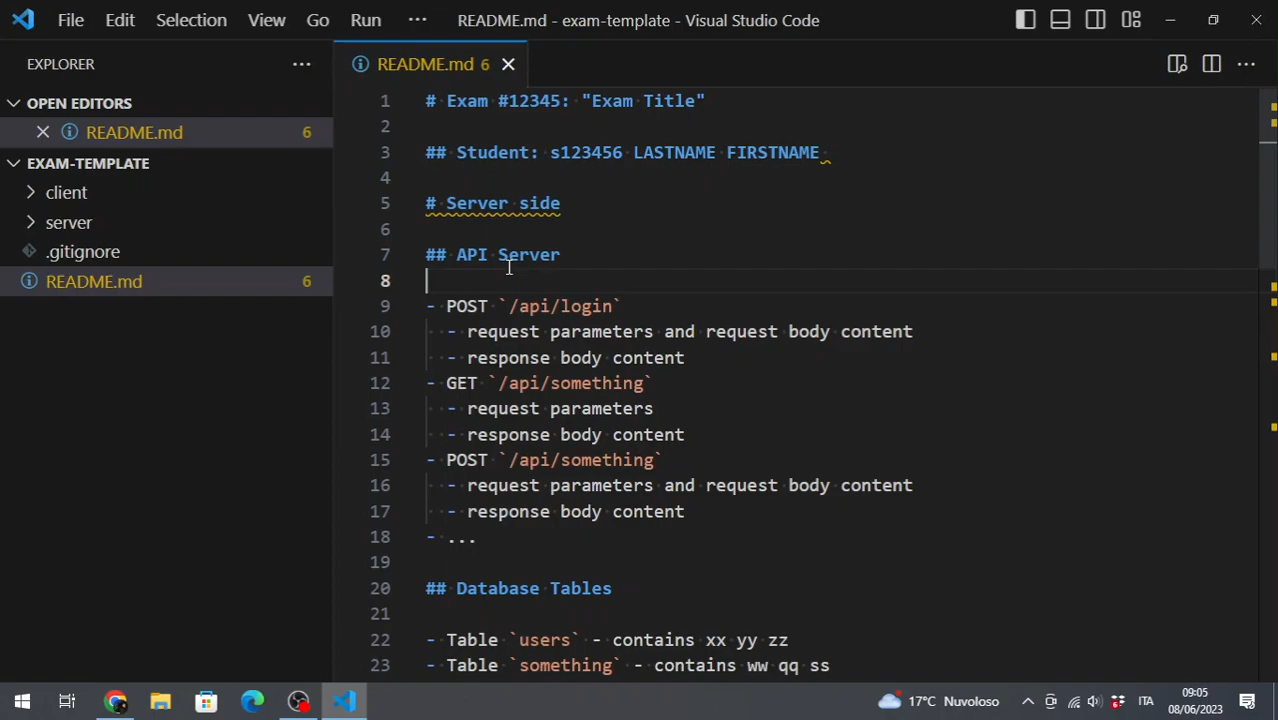 File Edit Selection View Go Run ··· README.md - exam-template - Visual Studio Code
EXPLORER ···
README.md 6
OPEN EDITORS
README.md 6
EXAM-TEMPLATE
client
server
.gitignore
README.md 6
1 # Exam #12345: "Exam Title"
2
3 ## Student: s123456 LASTNAME FIRSTNAME
4
5 # Server side
6
7 ## API Server
8
9 - POST `/api/login`
10 - request parameters and request body content
11 - response body content
12 - GET `/api/something`
13 - request parameters
14 - response body content
15 - POST `/api/something`
16 - request parameters and request body content
17 - response body content
18 - ...
19
20 ## Database Tables
21
22 - Table `users` - contains xx yy zz
23 - Table `something` - contains ww qq ss
17°C Nuvoloso ITA 09:05
08/06/2023